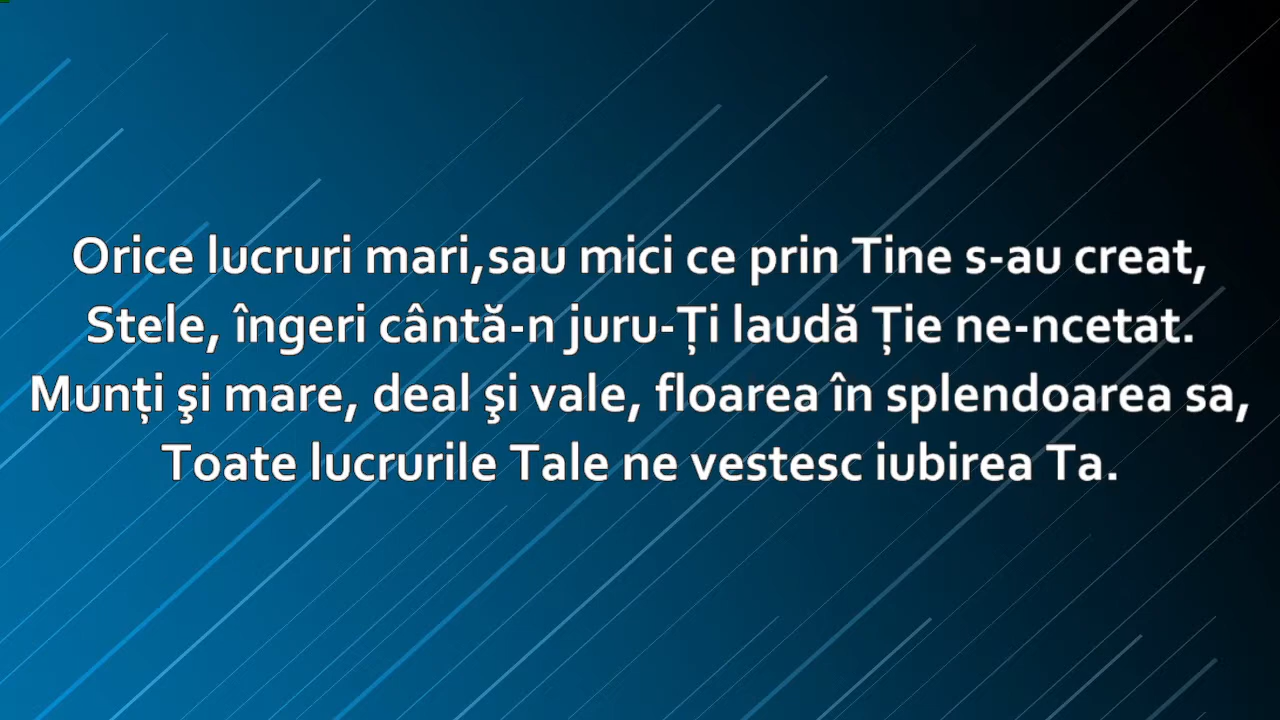 Orice lucruri mari,sau mici ce prin Tine s-au creat,
Stele, îngeri cântă-n juru-Ți laudă Ție ne-ncetat.
Munți şi mare, deal şi vale, floarea în splendoarea sa,
Toate lucrurile Tale ne vestesc iubirea Ta.